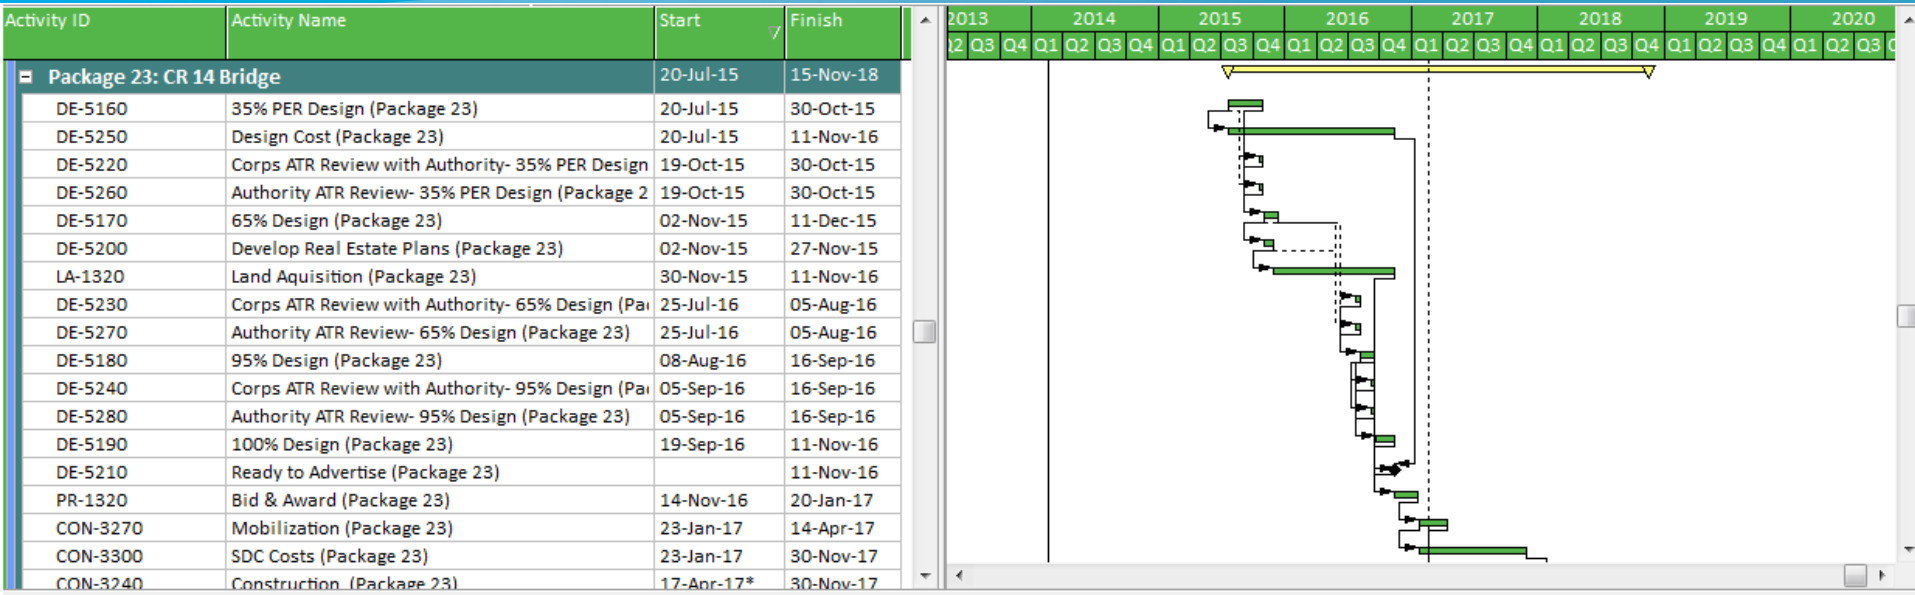 Activity ID Activity Name Start Finish
2013 2014 2015 2016 2017 2018 2019 2020
Q2 Q3 Q4 Q1 Q2 Q3 Q4 Q1 Q2 Q3 Q4 Q1 Q2 Q3 Q4 Q1 Q2 Q3 Q4 Q1 Q2 Q3 Q4 Q1 Q2 Q3 Q4 Q1 Q2 Q3
Package 23: CR 14 Bridge 20-Jul-15 15-Nov-18
DE-5160 35% PER Design (Package 23) 20-Jul-15 30-Oct-15
DE-5250 Design Cost (Package 23) 20-Jul-15 11-Nov-16
DE-5220 Corps ATR Review with Authority- 35% PER Design 19-Oct-15 30-Oct-15
DE-5260 Authority ATR Review- 35% PER Design (Package 2 19-Oct-15 30-Oct-15
DE-5170 65% Design (Package 23) 02-Nov-15 11-Dec-15
DE-5200 Develop Real Estate Plans (Package 23) 02-Nov-15 27-Nov-15
LA-1320 Land Aquisition (Package 23) 30-Nov-15 11-Nov-16
DE-5230 Corps ATR Review with Authority- 65% Design (Pa 25-Jul-16 05-Aug-16
DE-5270 Authority ATR Review- 65% Design (Package 23) 25-Jul-16 05-Aug-16
DE-5180 95% Design (Package 23) 08-Aug-16 16-Sep-16
DE-5240 Corps ATR Review with Authority- 95% Design (Pa 05-Sep-16 16-Sep-16
DE-5280 Authority ATR Review- 95% Design (Package 23) 05-Sep-16 16-Sep-16
DE-5190 100% Design (Package 23) 19-Sep-16 11-Nov-16
DE-5210 Ready to Advertise (Package 23) 11-Nov-16
PR-1320 Bid & Award (Package 23) 14-Nov-16 20-Jan-17
CON-3270 Mobilization (Package 23) 23-Jan-17 14-Apr-17
CON-3300 SDC Costs (Package 23) 23-Jan-17 30-Nov-17
CON-3240 Construction (Package 23) 17-Apr-17* 30-Nov-17